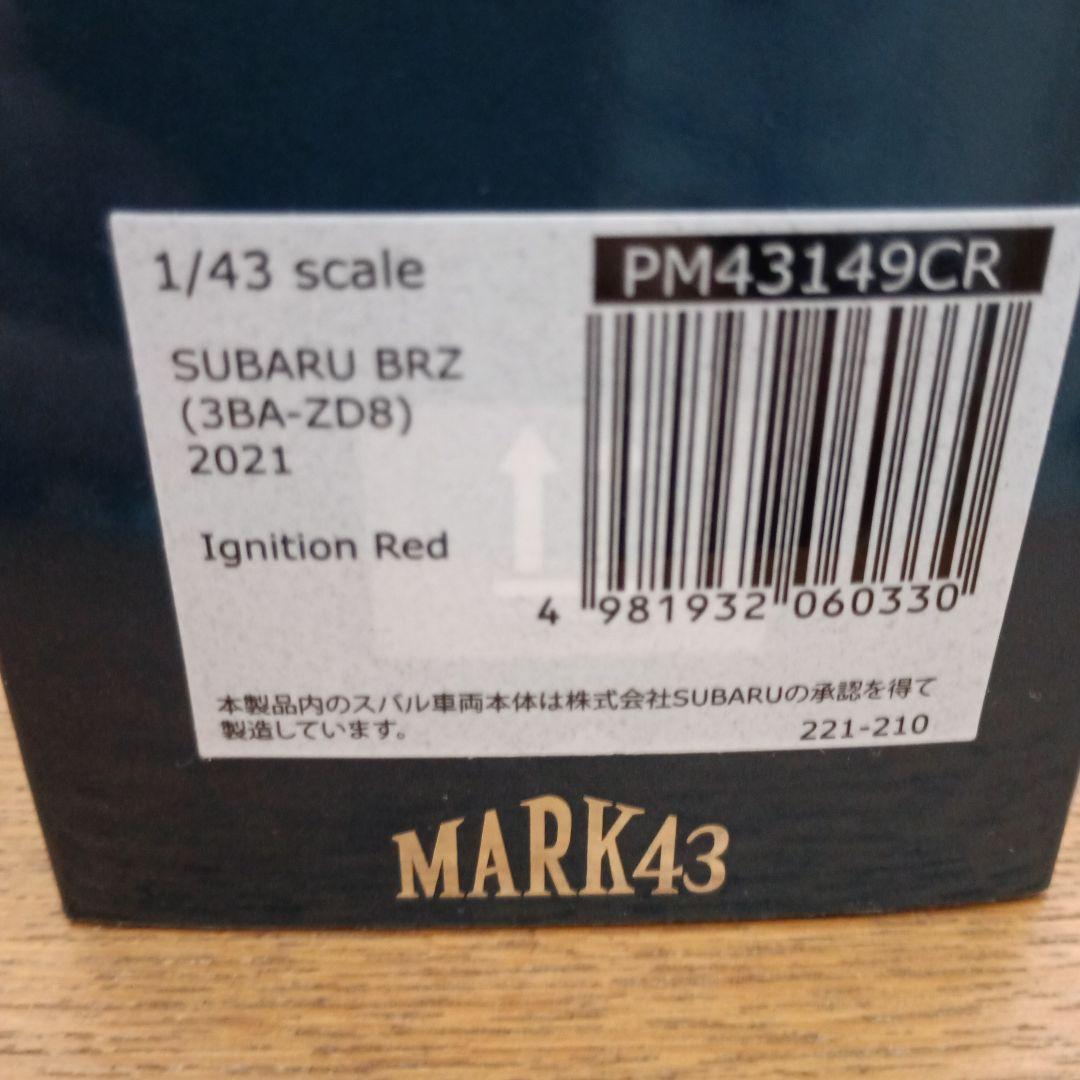 1/43 scale
PM43149CR
SUBARU BRZ
(3BA-ZD8)
2021
Ignition Red
4 981932 060330
本製品内のスバル車両本体は株式会社SUBARUの承認を得て
製造しています。
221-210
MARK43